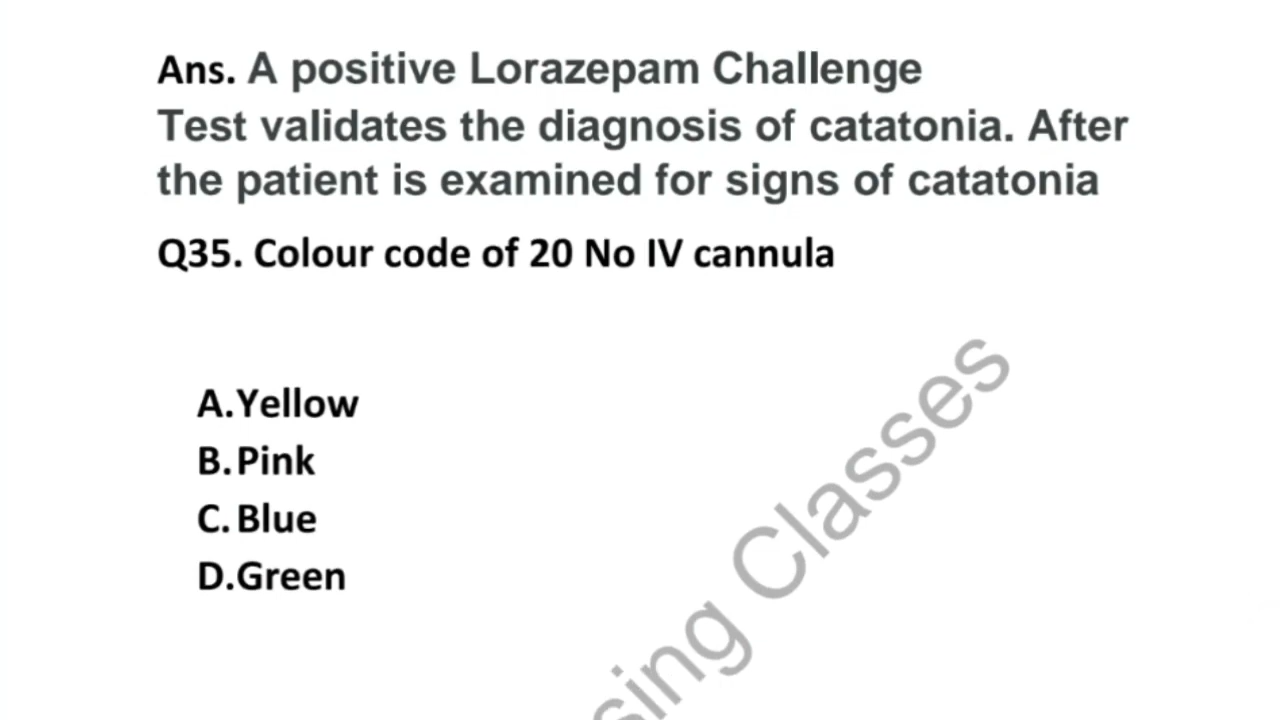 Ans. A positive Lorazepam Challenge
Test validates the diagnosis of catatonia. After
the patient is examined for signs of catatonia
Q35. Colour code of 20 No IV cannula
A.Yellow
B.Pink
C.Blue
D.Green
sing Classes